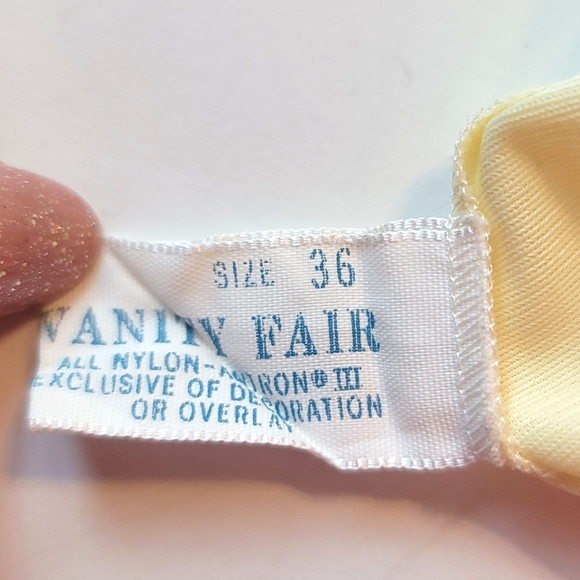 SIZE 36
VANITY FAIR
ALL NYLON-ANTRON® III
EXCLUSIVE OF DECORATION
OR OVERLAY